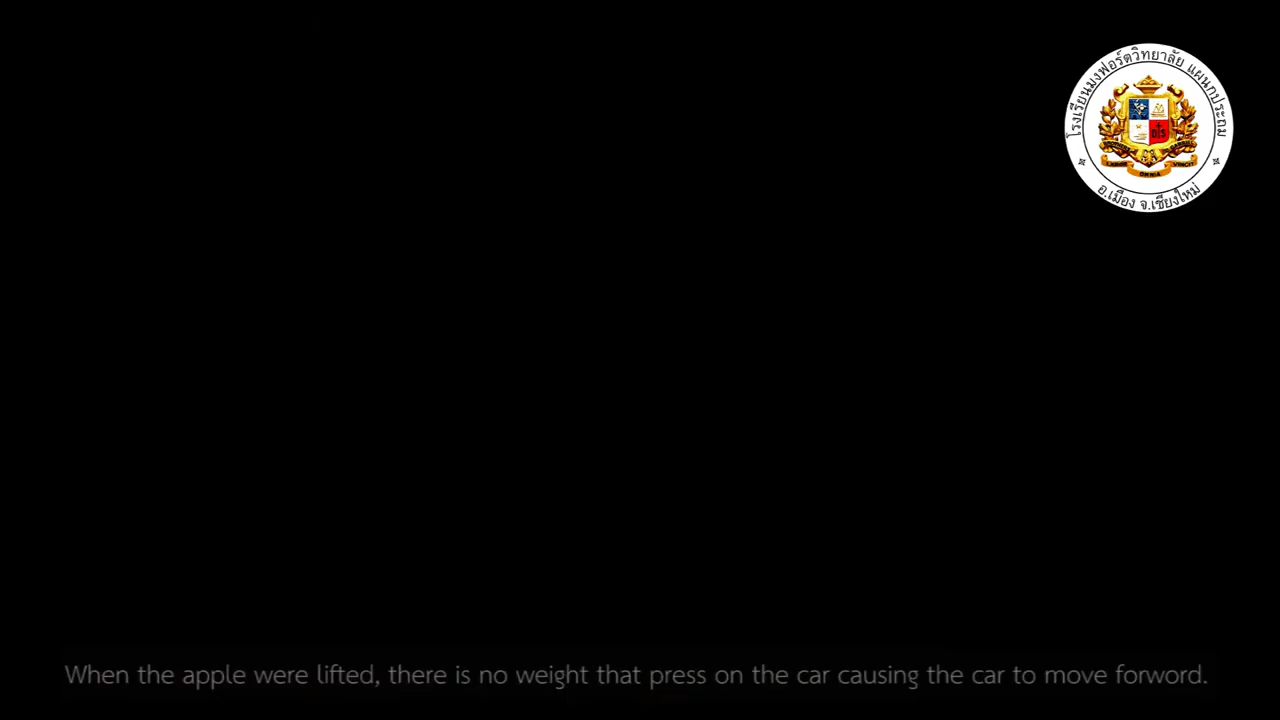 โรงเรียนมงฟอร์ตวิทยาลัย แผนกประถม
D S
LABOR OMNIA VINCIT
อ.เมือง จ.เชียงใหม่
When the apple were lifted, there is no weight that press on the car causing the car to move forword.